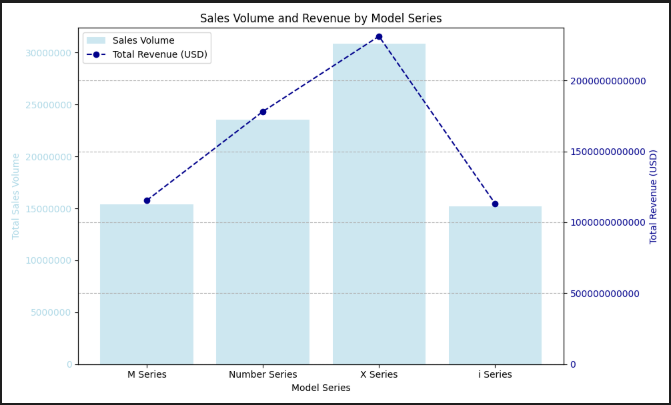 Sales Volume and Revenue by Model Series
Sales Volume
Total Revenue (USD)
30000000
25000000
20000000
15000000
10000000
5000000
0
Total Sales Volume
2000000000000
1500000000000
1000000000000
500000000000
0
Total Revenue (USD)
M Series
Number Series
X Series
i Series
Model Series